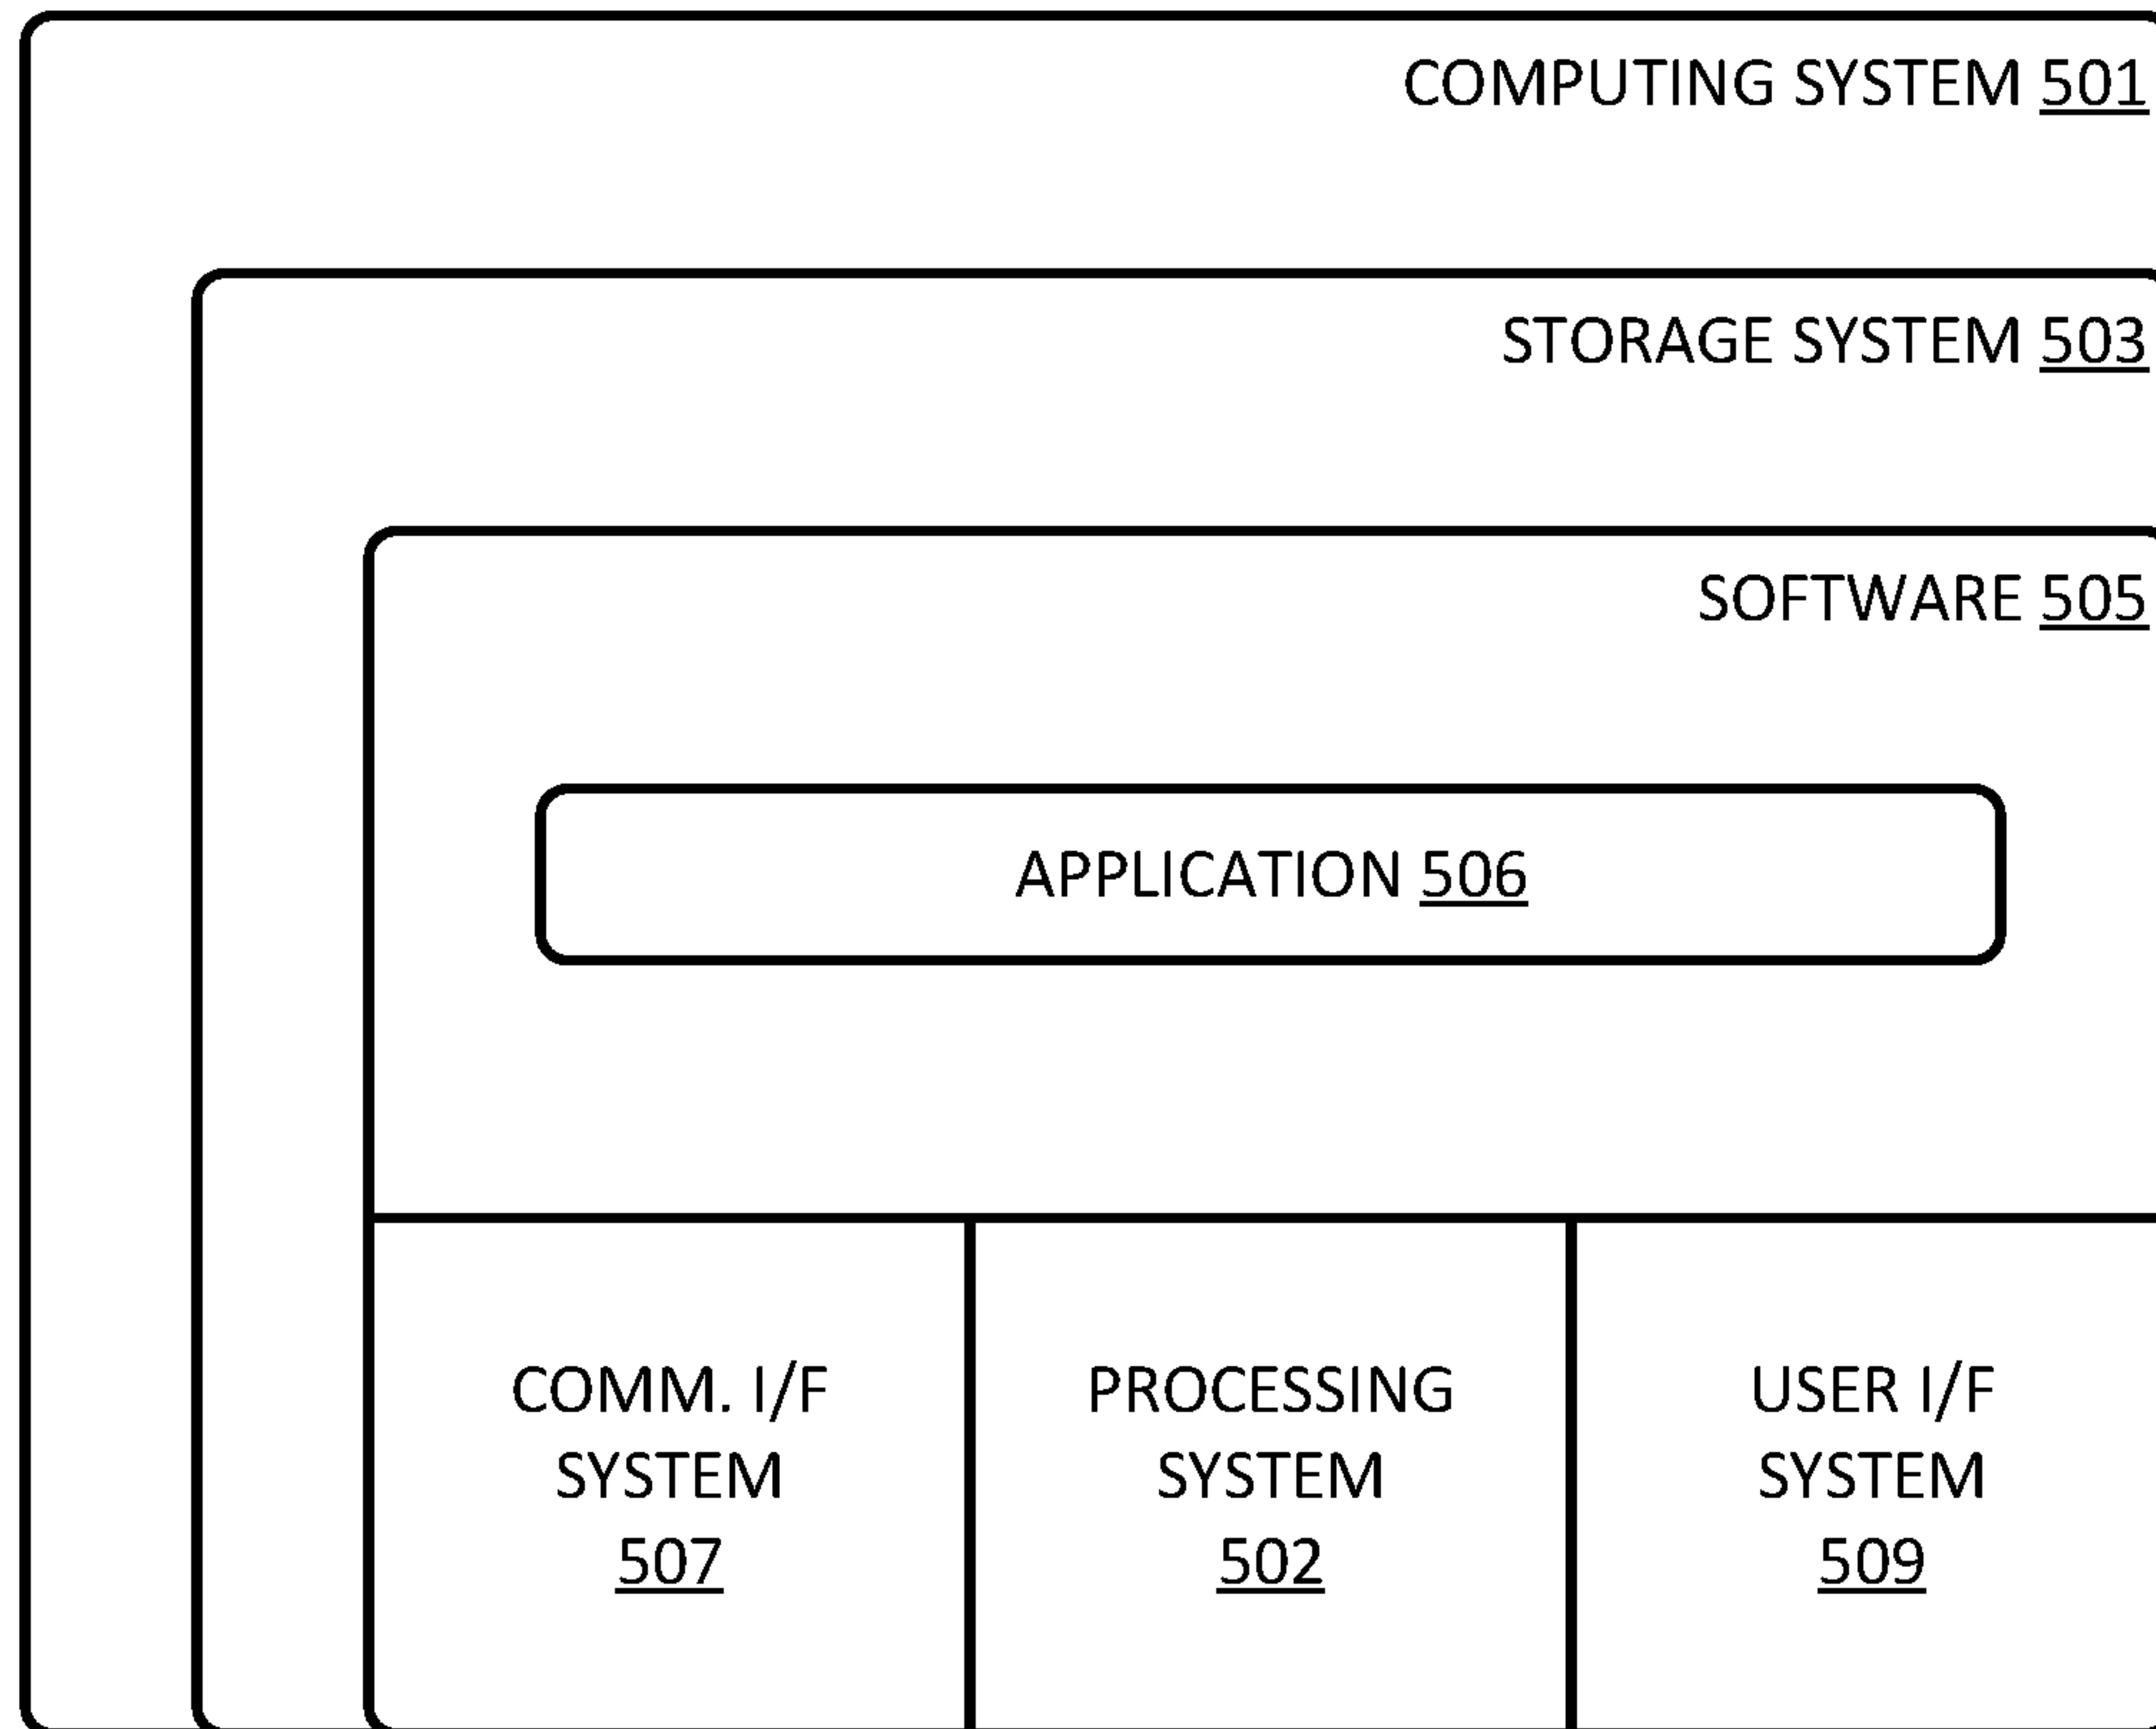 COMPUTING SYSTEM 501
STORAGE SYSTEM 503
SOFTWARE 505
APPLICATION 506
COMM. I/F
SYSTEM
507
PROCESSING
SYSTEM
502
USER I/F
SYSTEM
509